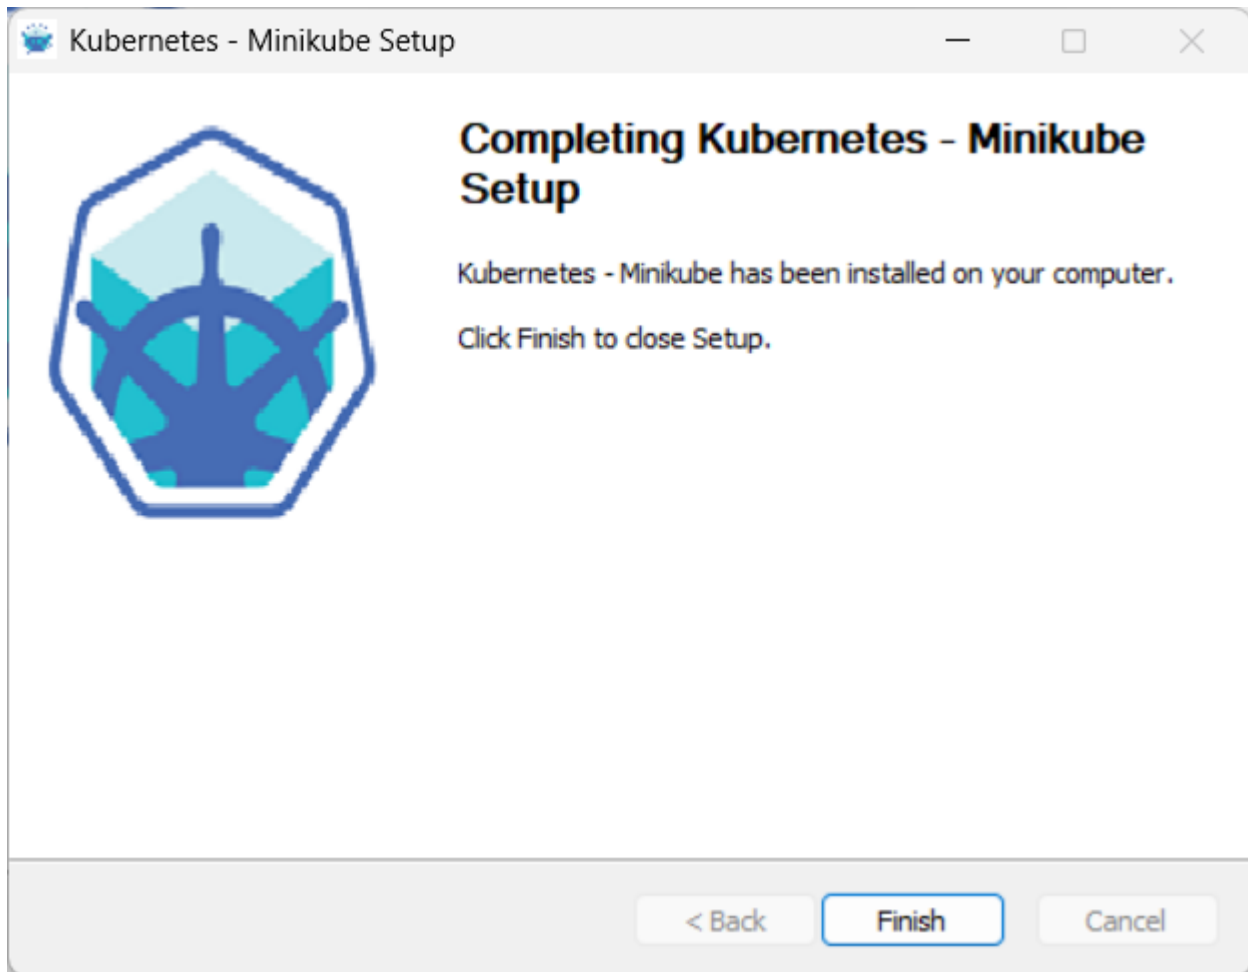 Kubernetes - Minikube Setup
Completing Kubernetes - Minikube
Setup
Kubernetes - Minikube has been installed on your computer.
Click Finish to close Setup.
< Back
Finish
Cancel